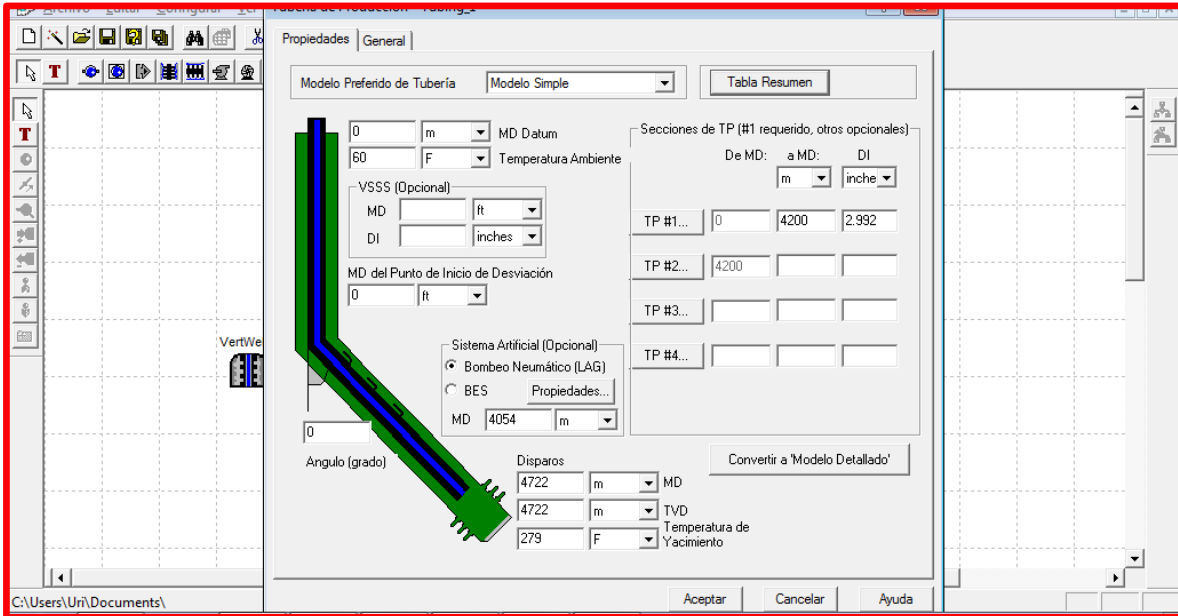 Archivo Editar Configurar Ver
Tubería de Producción - Tubing_1
T
Propiedades General
Modelo Preferido de Tubería Modelo Simple Tabla Resumen
T
0 m MD Datum
60 F Temperatura Ambiente
VSSS (Opcional)
MD ft
DI inches
MD del Punto de Inicio de Desviación
0 ft
Secciones de TP (#1 requerido, otros opcionales)
De MD: a MD: DI
m inche
TP #1... 0 4200 2.992
TP #2... 4200
TP #3...
TP #4...
VertWe
Sistema Artificial (Opcional)
Bombeo Neumático (LAG)
BES Propiedades...
MD 4054 m
0
Angulo (grado)
Convertir a 'Modelo Detallado'
Disparos
4722 m MD
4722 m TVD
279 F Temperatura de
Yacimiento
C:\Users\Uri\Documents\
Aceptar Cancelar Ayuda